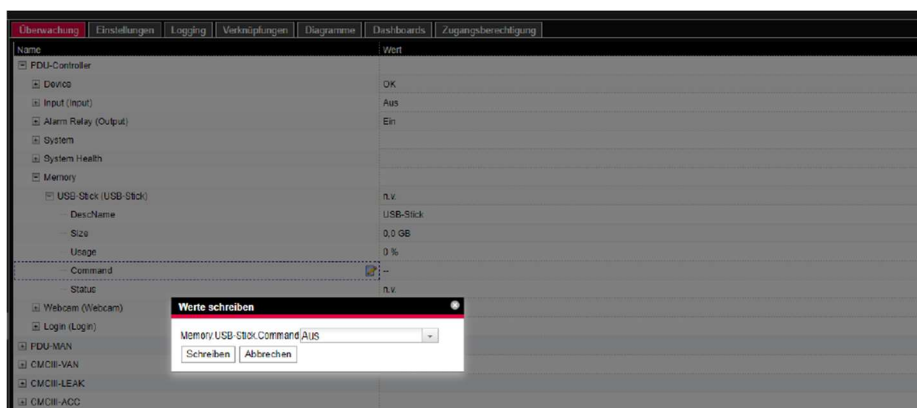 Überwachung Einstellungen Logging Verknüpfungen Diagramme Dashboards Zugangsberechtigung
Name Wert
PDU-Controller
Device OK
Input (Input) Aus
Alarm Relay (Output) Ein
System
System Health
Memory
USB-Stick (USB-Stick) n.v.
DescName USB-Stick
Size 0,0 GB
Usage 0 %
Command --
Status n.v.
Webcam (Webcam)
Login (Login)
PDU-MAN
CMCIII-VAN
CMCIII-LEAK
CMCIII-ACC
Werte schreiben
Memory.USB-Stick.Command Aus
Schreiben Abbrechen